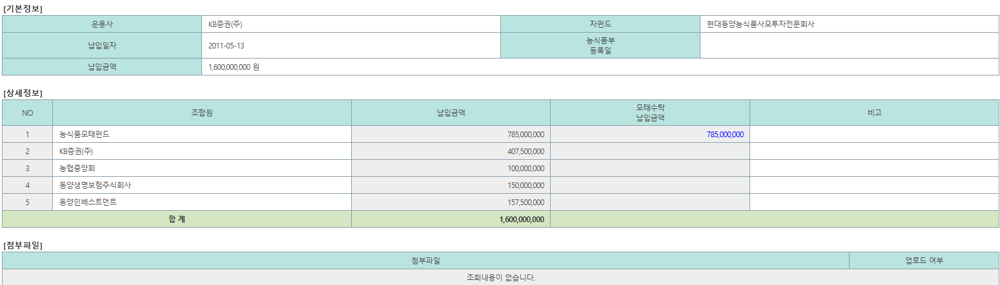 [기본정보]
운용사 KB증권(주) 자펀드 현대동양농식품사모투자전문회사
납입일자 2011-05-13 농식품부
등록일
납입금액 1,600,000,000 원
[상세정보]
NO 조합원 납입금액 모태수탁
납입금액 비고
1 농식품모태펀드 785,000,000 785,000,000
2 KB증권(주) 407,500,000
3 농협중앙회 100,000,000
4 동양생명보험주식회사 150,000,000
5 동양인베스트먼트 157,500,000
합 계 1,600,000,000
[첨부파일]
첨부파일 업로드 여부
조회내용이 없습니다.